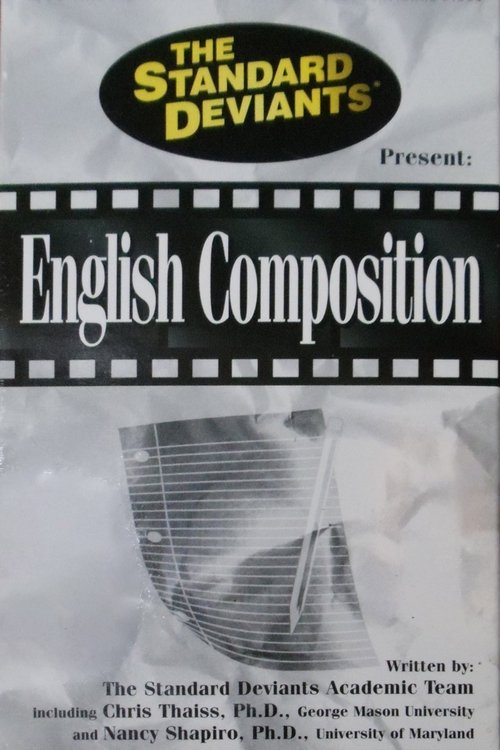 THE
STANDARD
DEVIANTS®
Present:
English Composition
Written by:
The Standard Deviants Academic Team
including Chris Thaiss, Ph.D., George Mason University
and Nancy Shapiro, Ph.D., University of Maryland